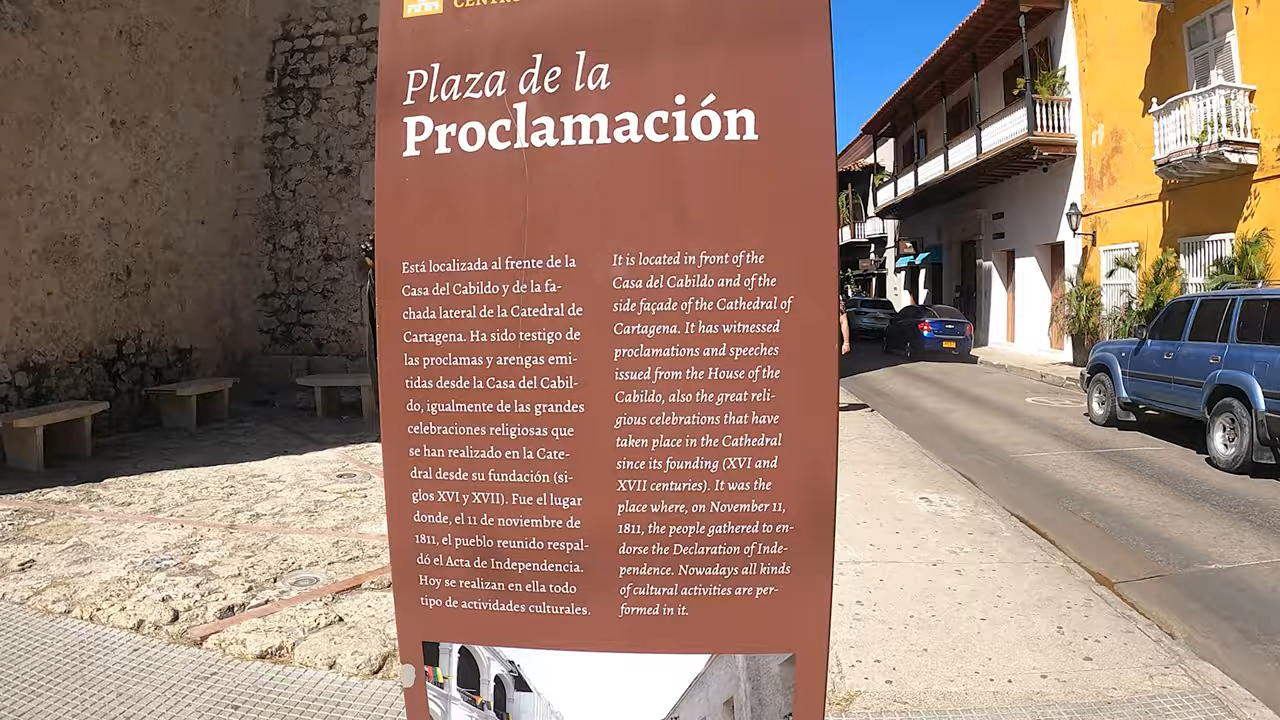 Plaza de la
Proclamación
Está localizada al frente de la
Casa del Cabildo y de la fa-
chada lateral de la Catedral de
Cartagena. Ha sido testigo de
las proclamas y arengas emi-
tidas desde la Casa del Cabil-
do, igualmente de las grandes
celebraciones religiosas que
se han realizado en la Cate-
dral desde su fundación (si-
glos XVI y XVII). Fue el lugar
donde, el 11 de noviembre de
1811, el pueblo reunido respal-
dó el Acta de Independencia.
Hoy se realizan en ella todo
tipo de actividades culturales.
It is located in front of the
Casa del Cabildo and of the
side façade of the Cathedral of
Cartagena. It has witnessed
proclamations and speeches
issued from the House of the
Cabildo, also the great reli-
gious celebrations that have
taken place in the Cathedral
since its founding (XVI and
XVII centuries). It was the
place where, on November 11,
1811, the people gathered to en-
dorse the Declaration of Inde-
pendence. Nowadays all kinds
of cultural activities are per-
formed in it.